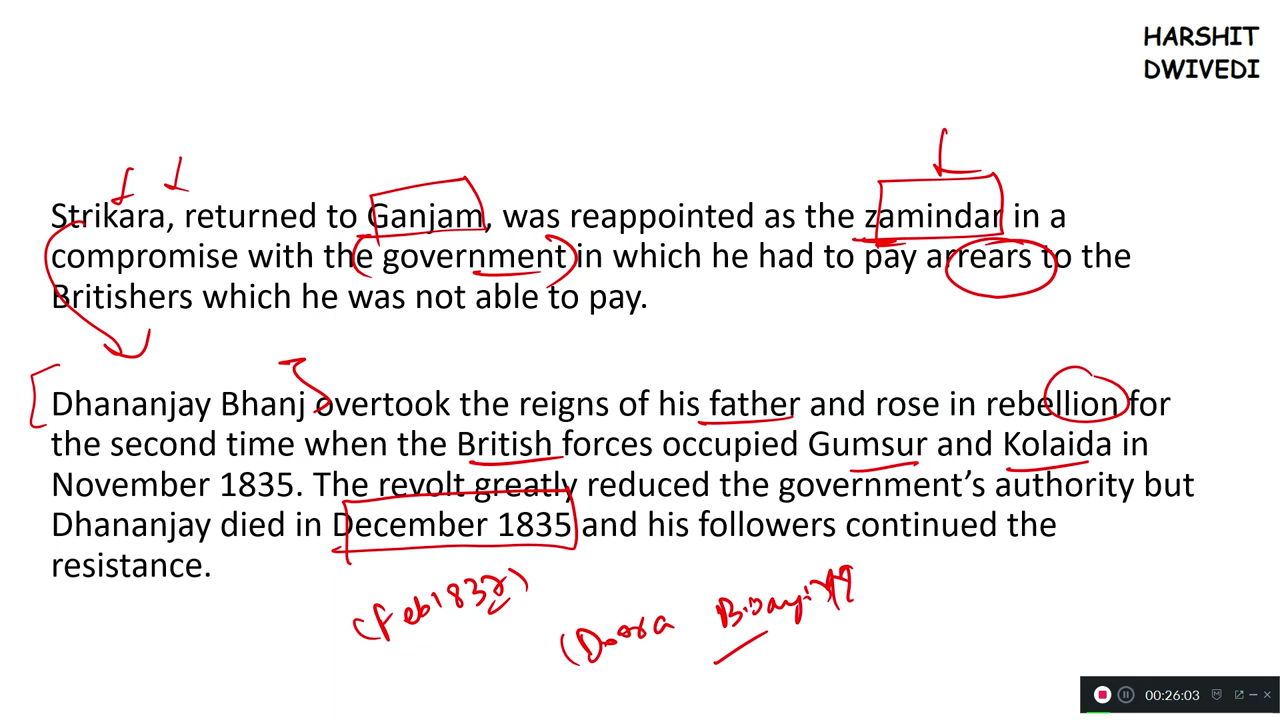 HARSHIT
DWIVEDI
Strikara, returned to Ganjam, was reappointed as the zamindar in a
compromise with the government in which he had to pay arrears to the
Britishers which he was not able to pay.
Dhananjay Bhanj overtook the reigns of his father and rose in rebellion for
the second time when the British forces occupied Gumsur and Kolaida in
November 1835. The revolt greatly reduced the government's authority but
Dhananjay died in December 1835 and his followers continued the
resistance.
(Feb 1837)
(Doora Bisayi
00:26:03